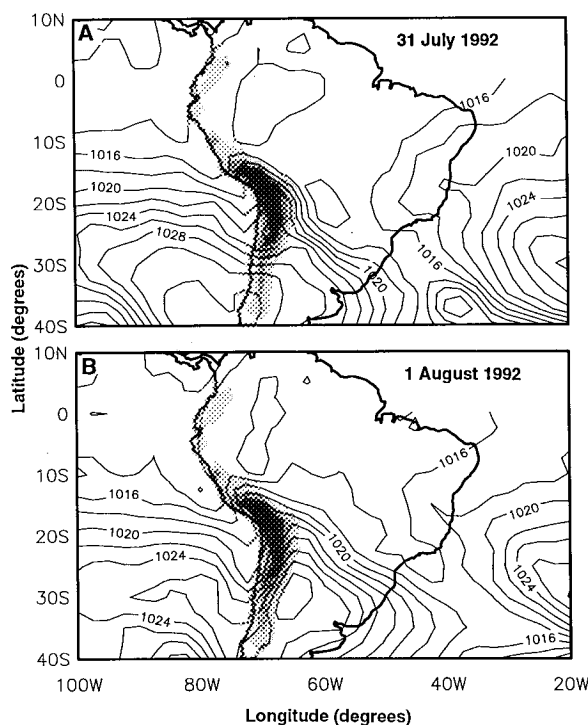 10N
A
31 July 1992
0
1016
10S
1016
1020
1020
20S
1024
1024
1028
30S
1020
1016
40S
10N
B
1 August 1992
0
1016
10S
1016
1020
1020
20S
1020
1024
1024
30S
1024
1016
40S
100W 80W 60W 40W 20W
Longitude (degrees)
Latitude (degrees)